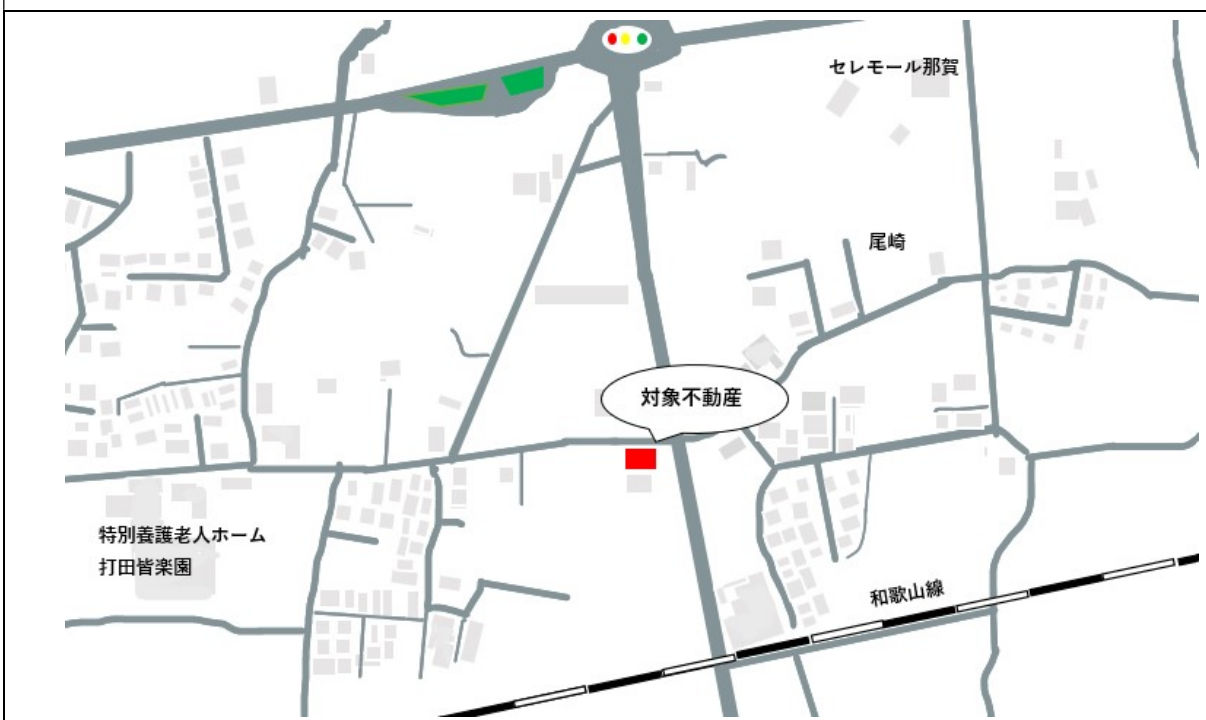 セレモール那賀
尾崎
対象不動産
特別養護老人ホーム
打田皆楽園
和歌山線